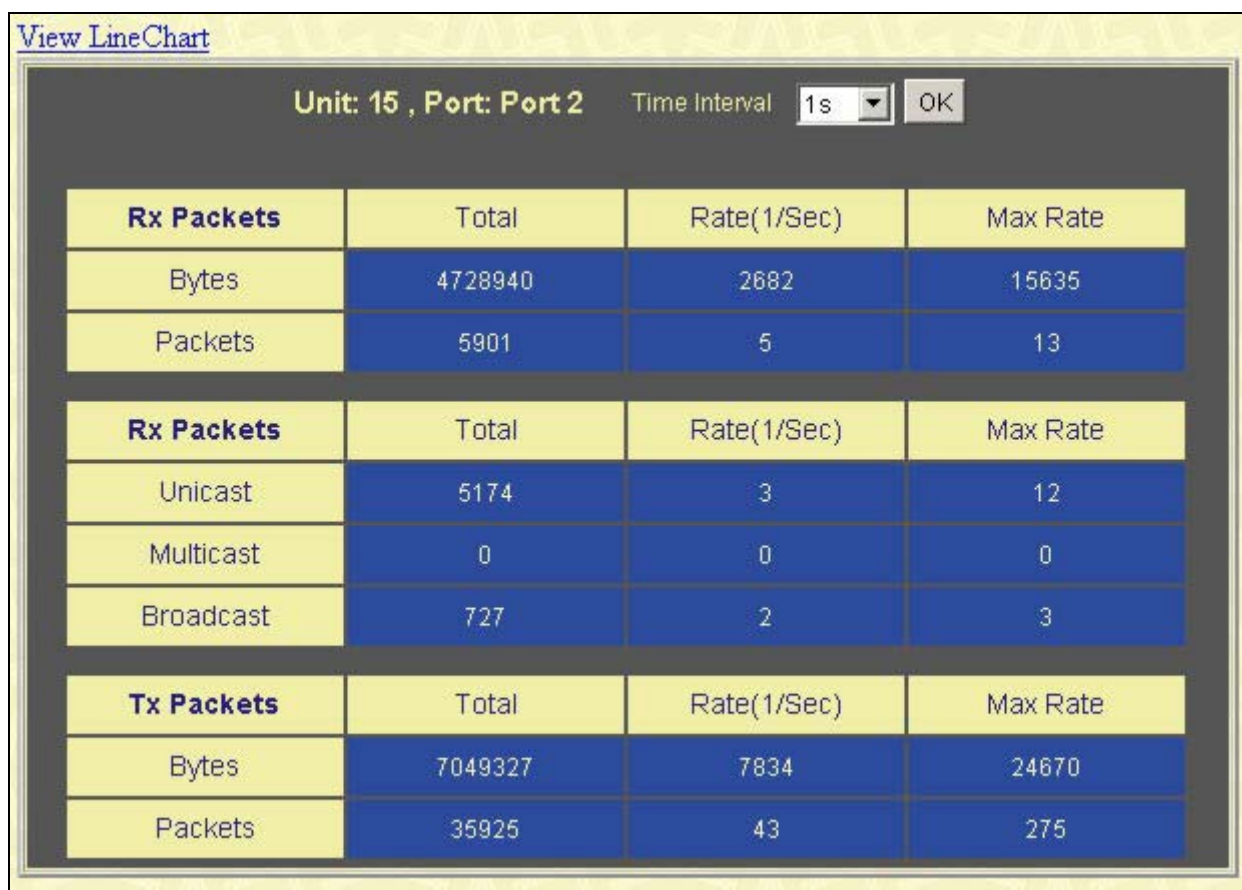 View LineChart
Unit: 15 , Port: Port 2 Time Interval 1s OK
Rx Packets Total Rate(1/Sec) Max Rate
Bytes 4728940 2682 15635
Packets 5901 5 13
Rx Packets Total Rate(1/Sec) Max Rate
Unicast 5174 3 12
Multicast 0 0 0
Broadcast 727 2 3
Tx Packets Total Rate(1/Sec) Max Rate
Bytes 7049327 7834 24670
Packets 35925 43 275